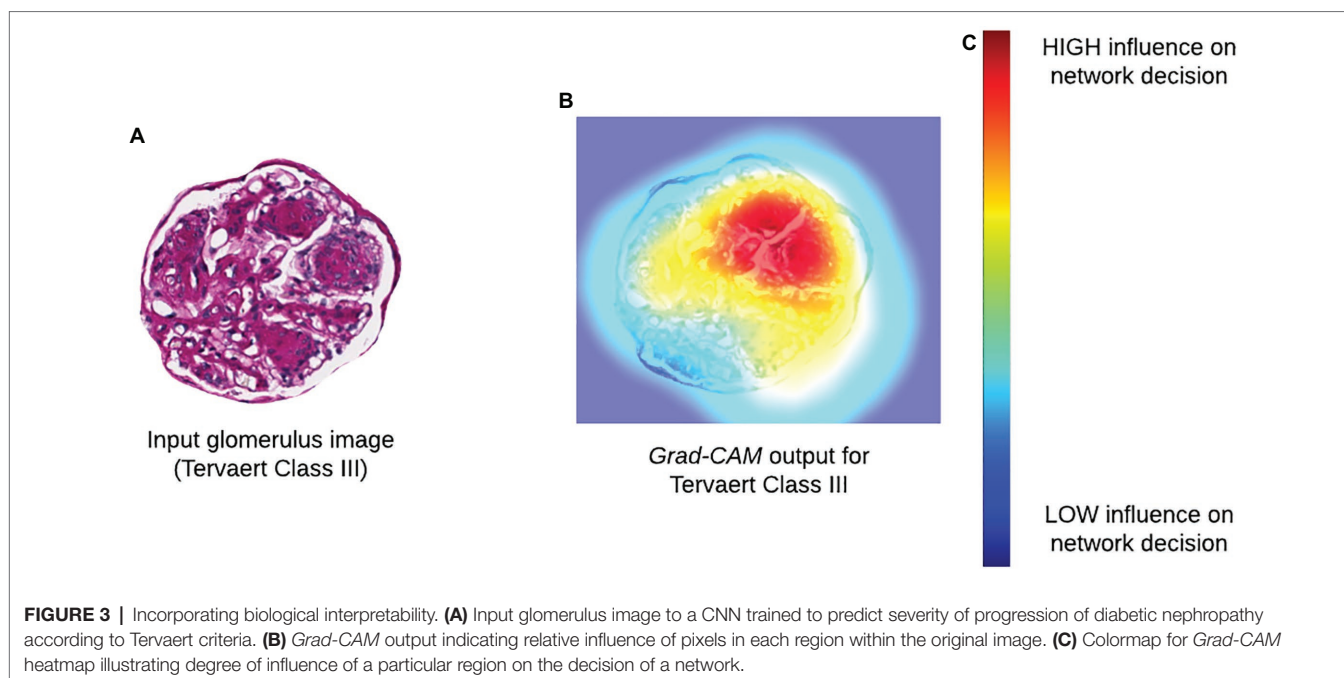 A
Input glomerulus image
(Tervaert Class III)
B
Grad-CAM output for
Tervaert Class III
C
HIGH influence on
network decision
LOW influence on
network decision
FIGURE 3 | Incorporating biological interpretability. (A) Input glomerulus image to a CNN trained to predict severity of progression of diabetic nephropathy
according to Tervaert criteria. (B) Grad-CAM output indicating relative influence of pixels in each region within the original image. (C) Colormap for Grad-CAM
heatmap illustrating degree of influence of a particular region on the decision of a network.